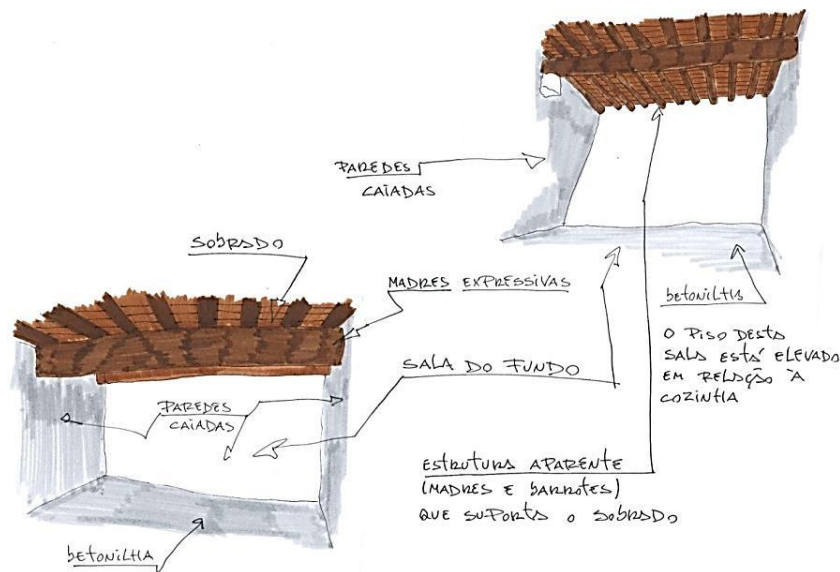 PAREDES
CAIADAS
SOBRADO
MADRES EXPRESSIVAS
betoNILHA
O PISO DESTA
SALA ESTÁ ELEVADO
EM RELAÇÃO À
COZINHA
SALA DO FUNDO
PAREDES
CAIADAS
ESTRUTURA APARENTE
(MADRES E BARROTES)
QUE SUPORTA O SOBRADO
betoNILHA